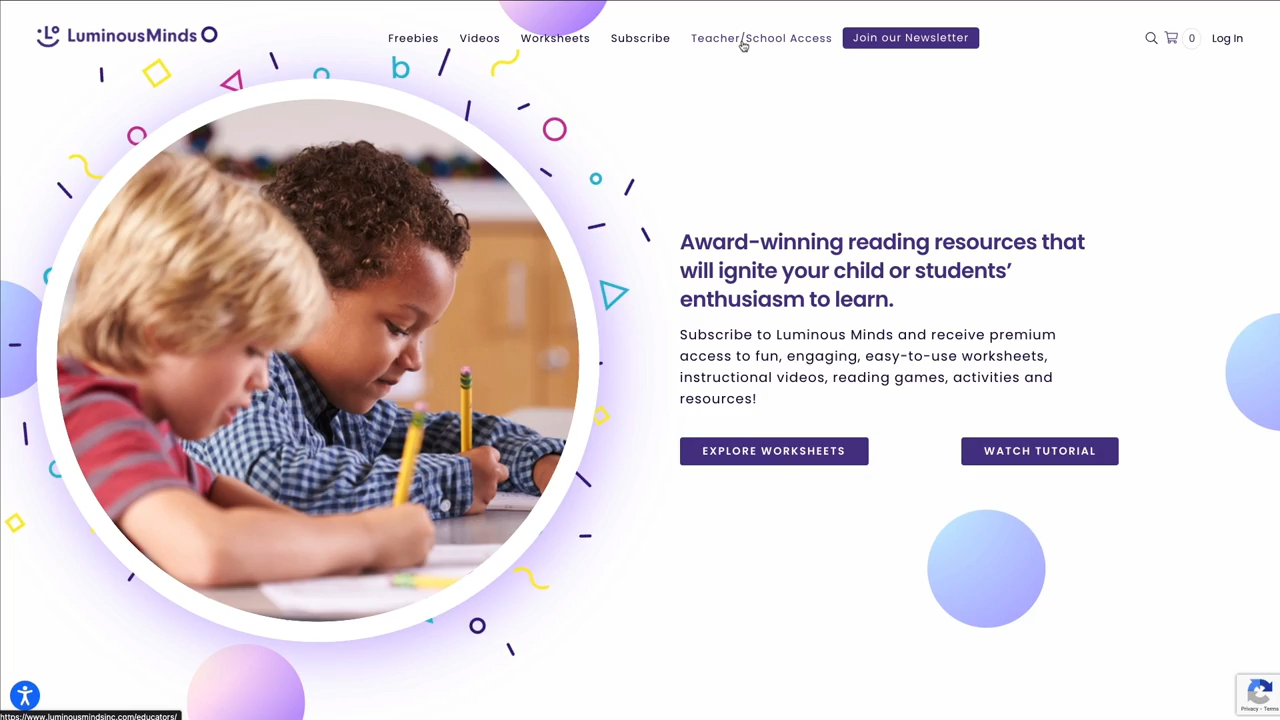 LuminousMinds
Freebies Videos Worksheets Subscribe Teacher/School Access Join our Newsletter 0 Log In
b
Award-winning reading resources that
will ignite your child or students'
enthusiasm to learn.
Subscribe to Luminous Minds and receive premium
access to fun, engaging, easy-to-use worksheets,
instructional videos, reading games, activities and
resources!
EXPLORE WORKSHEETS WATCH TUTORIAL
Privacy - Terms
https://www.luminousmindsinc.com/educators/